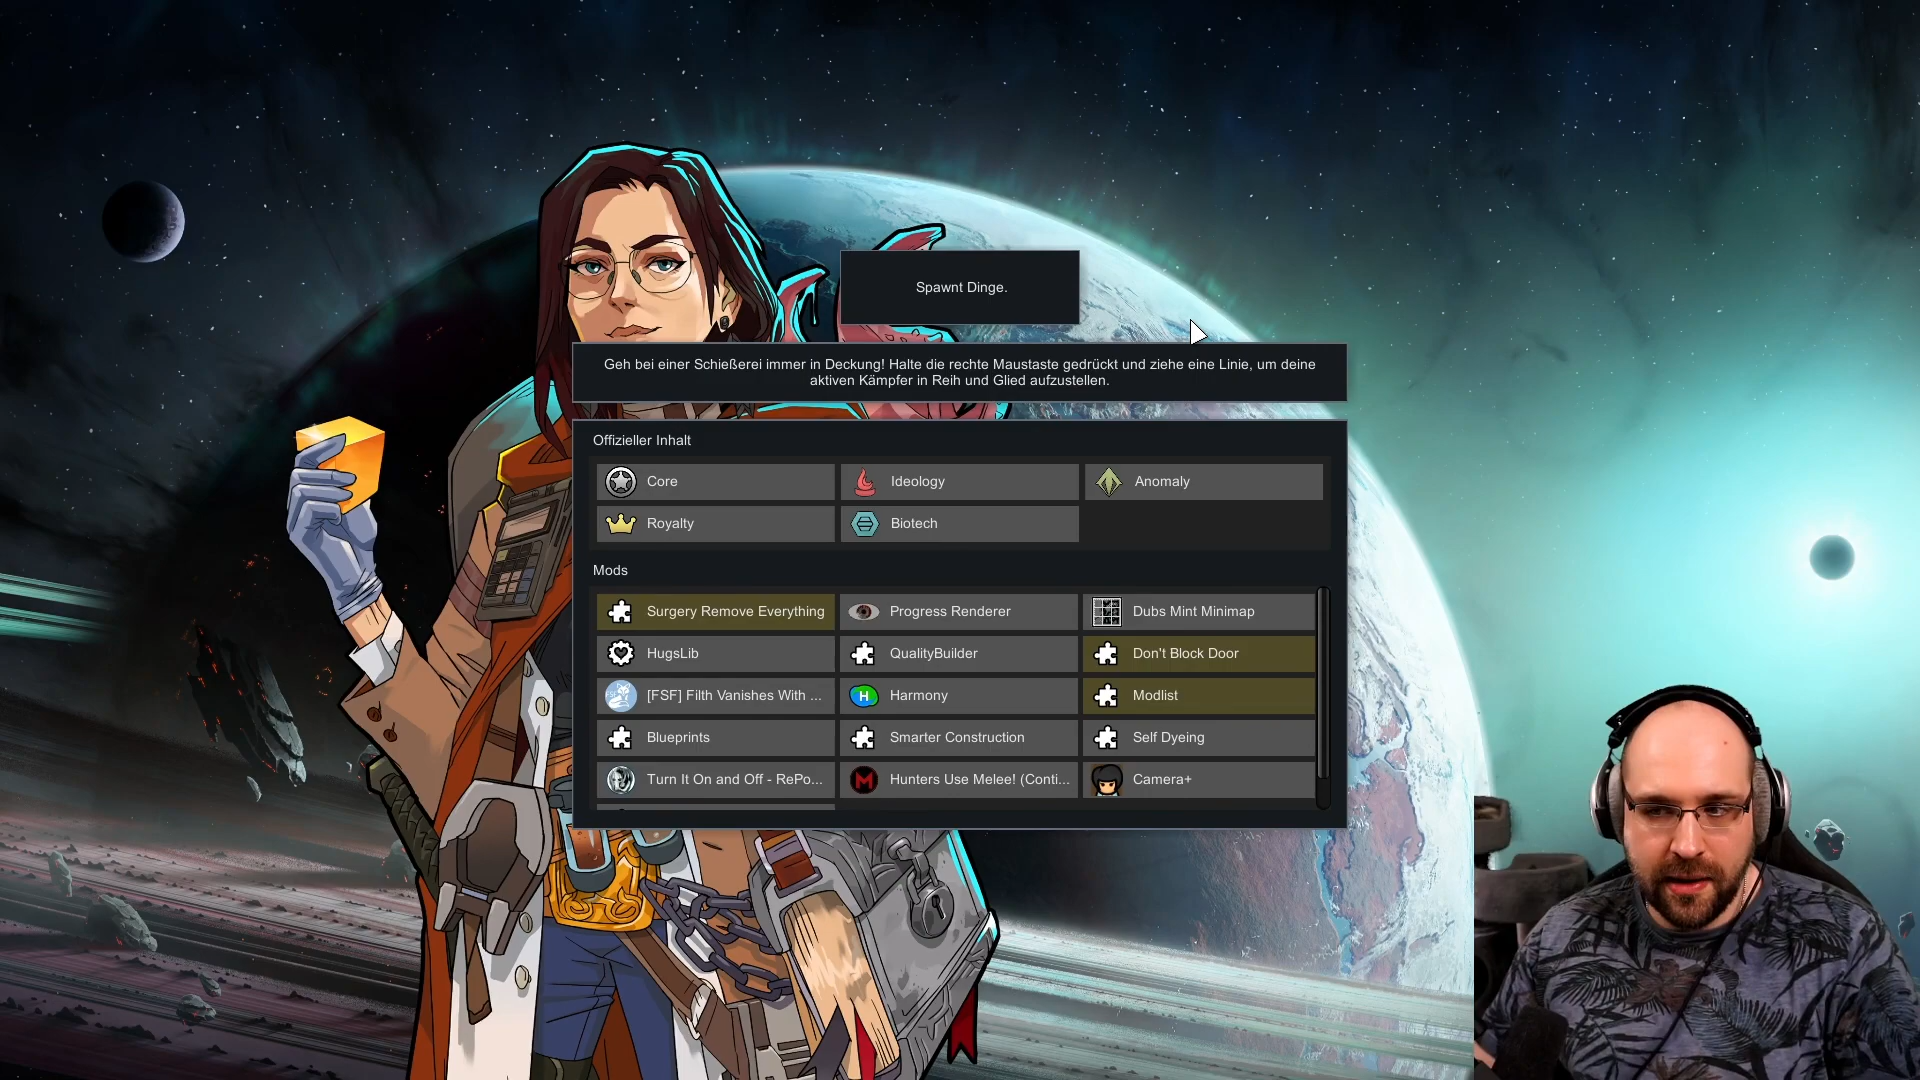 Spawnt Dinge.
Geh bei einer Schießerei immer in Deckung! Halte die rechte Maustaste gedrückt und ziehe eine Linie, um deine
aktiven Kämpfer in Reih und Glied aufzustellen.
Offizieller Inhalt
Core
Ideology
Anomaly
Royalty
Biotech
Mods
Surgery Remove Everything
Progress Renderer
Dubs Mint Minimap
HugsLib
QualityBuilder
Don't Block Door
[FSF] Filth Vanishes With ...
H Harmony
Modlist
Blueprints
Smarter Construction
Self Dyeing
Turn It On and Off - RePo...
M Hunters Use Melee! (Conti...
Camera+